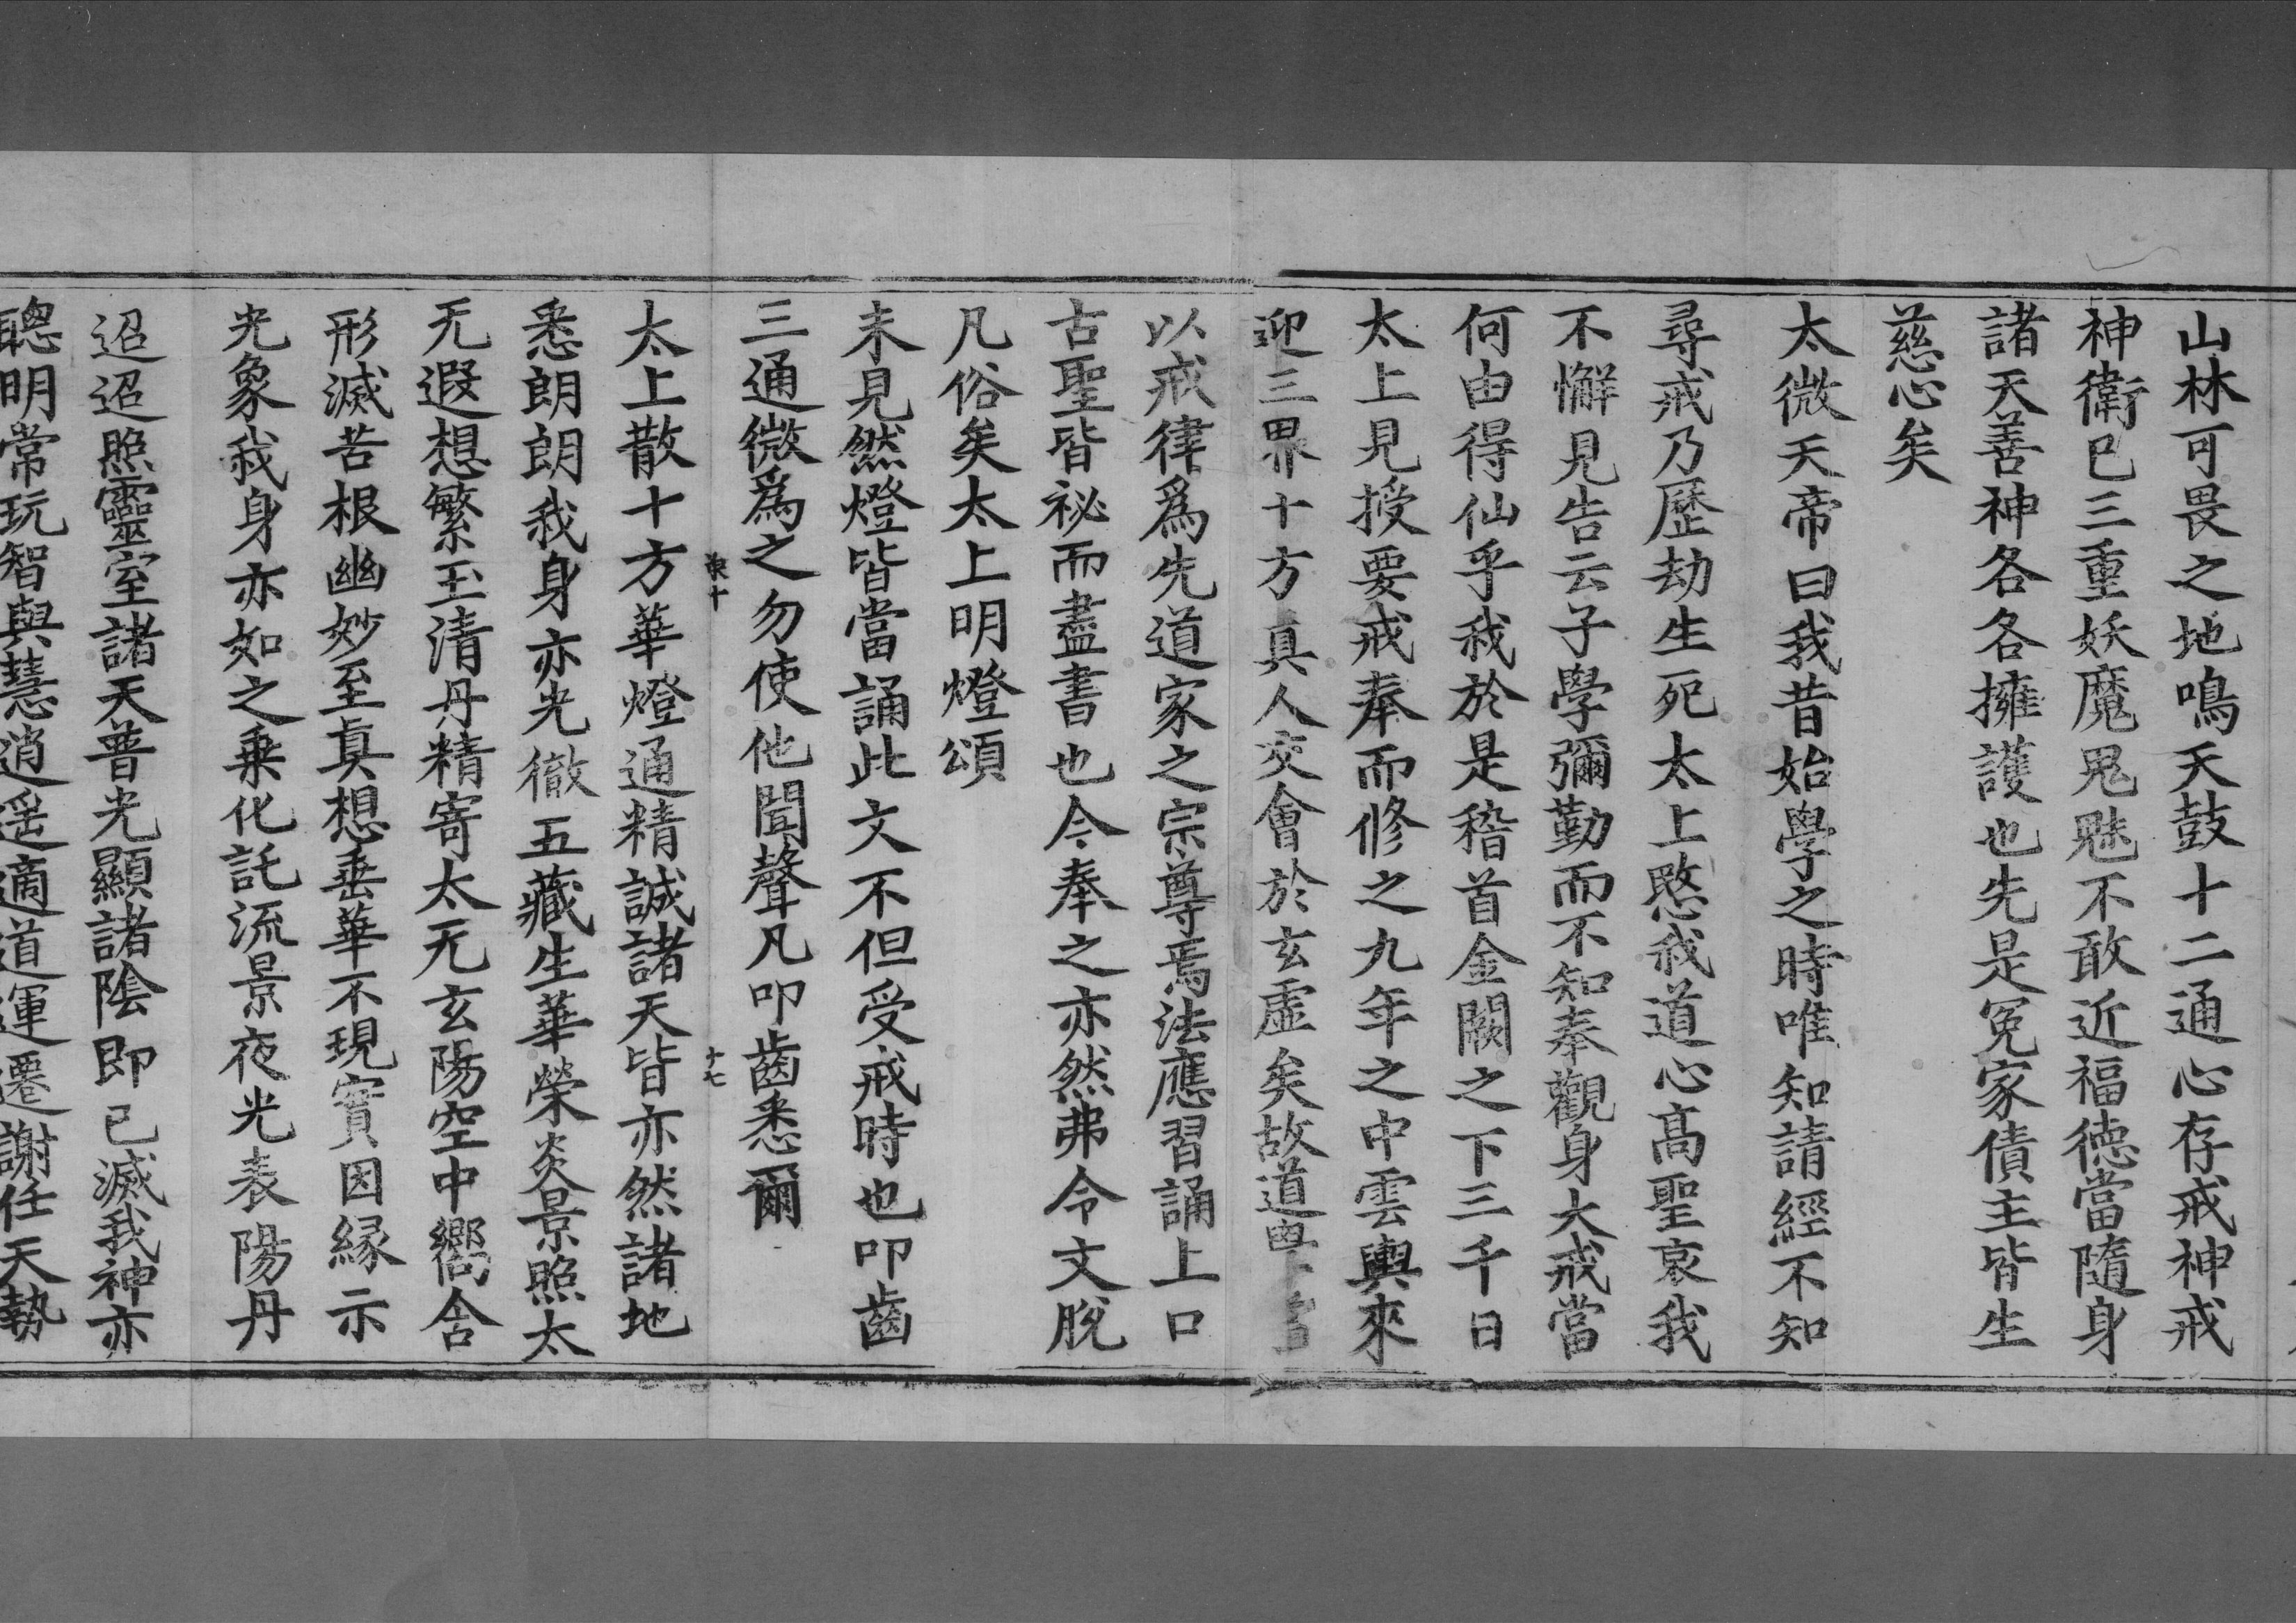 山林可畏之地鳴天鼓十二通心存戒神戒
神衛已三重妖魔鬼魅不敢近福德當隨身
諸天善神各各擁護也先是冤家債主皆生
慈心矣
太微天帝曰我昔始學之時唯知請經不知
尋戒乃歷劫生死太上愍我道心高聖哀我
不懈見告云子學彌勤而不知奉觀身大戒當
何由得仙乎我於是稽首金闕之下三千日
太上見授要戒奉而修之九年之中雲輿來
迎三界十方真人交會於玄虛矣故道
以戒律爲先道家之宗尊焉法應習誦上口
古聖皆祕而盡書也今奉之亦然弗令文脫
凡俗矣太上明燈頌
未見然燈皆當誦此文不但受戒時也叩齒
三通微爲之勿使他聞聲凡叩齒悉爾
十七
太上散十方華燈通精誠諸天皆亦然諸地
悉朗朗我身亦光徹五藏生華榮炎景照太
无遐想繁玉清丹精寄太无玄陽空中嚮含
形滅苦根幽妙至真想垂華不現實因緣示
光象我身亦如之乘化託流景夜光表陽丹
迢迢照靈室諸天普光顯諸陰即已滅我神亦
聰明常玩智與慧逍遥適道運遷謝任天勢